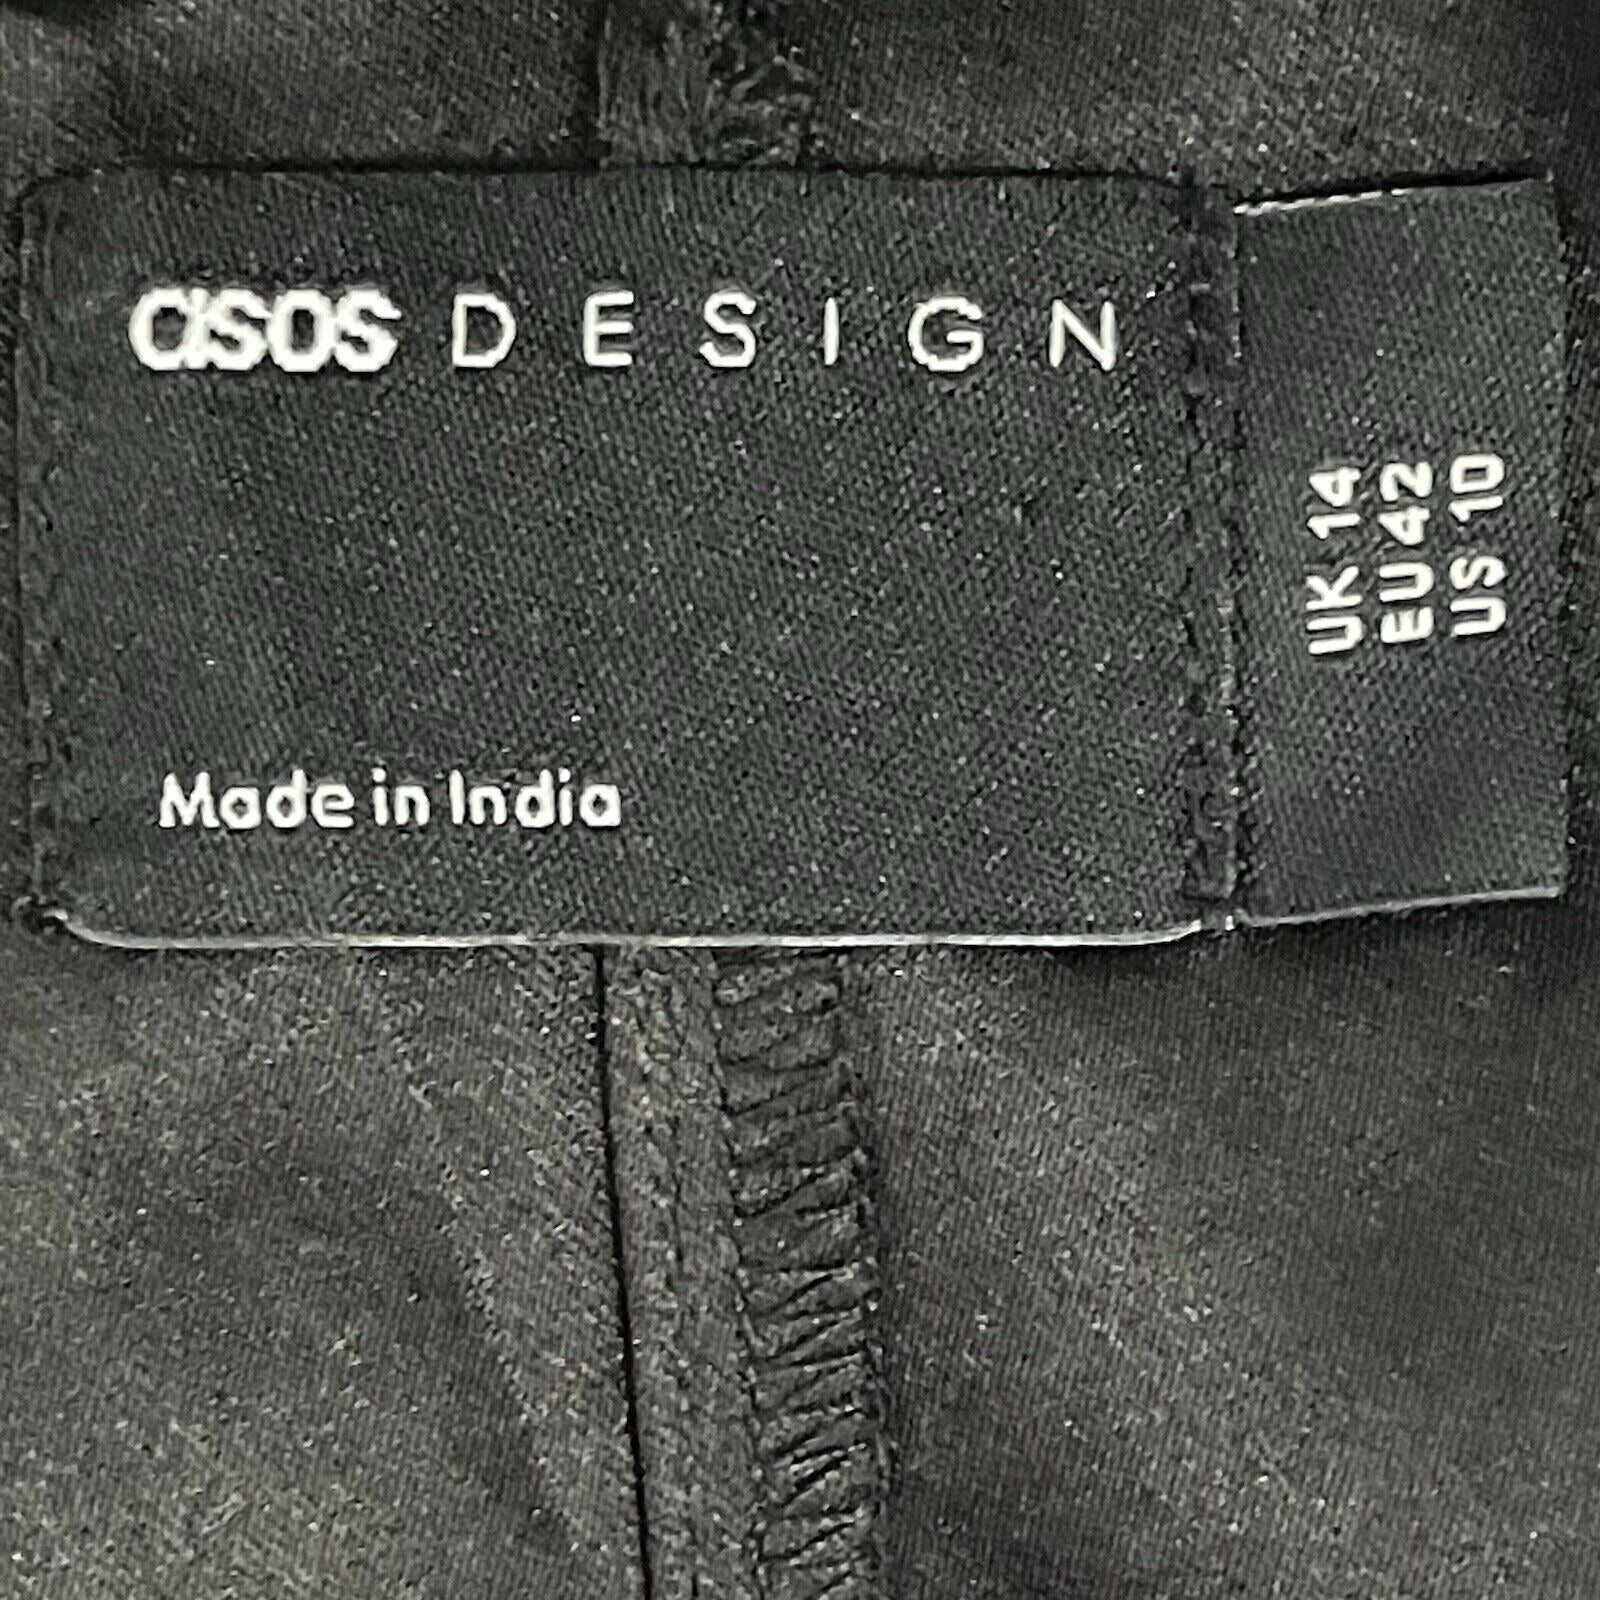 asos DESIGN
Made in India
UK 14
EU 42
US 10